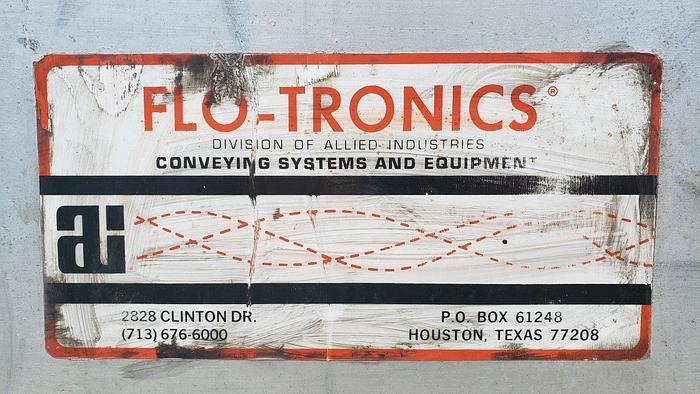 FLO-TRONICS®
DIVISION OF ALLIED INDUSTRIES
CONVEYING SYSTEMS AND EQUIPMENT
ai
2828 CLINTON DR.
(713) 676-6000
P.O. BOX 61248
HOUSTON, TEXAS 77208